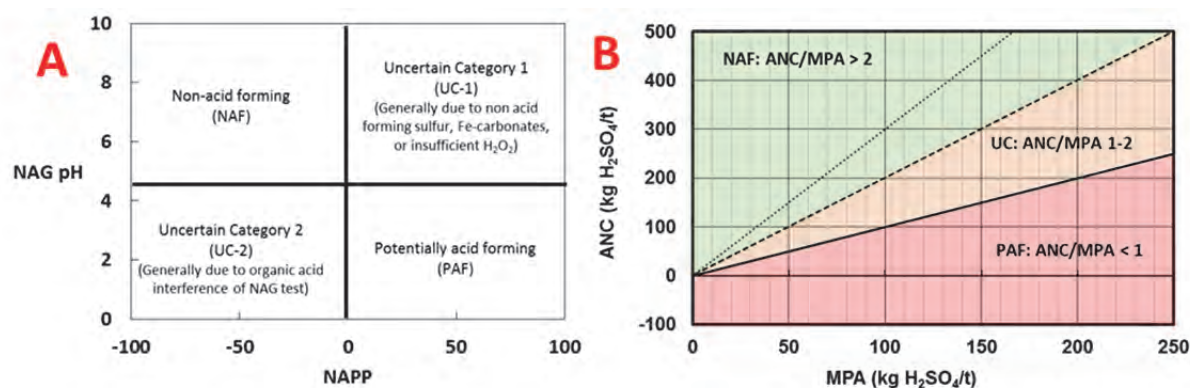 A
10
8
6
4
2
0
NAG pH
Non-acid forming
(NAF)
Uncertain Category 1
(UC-1)
(Generally due to non acid
forming sulfur, Fe-carbonates,
or insufficient H₂O₂)
Uncertain Category 2
(UC-2)
(Generally due to organic acid
interference of NAG test)
Potentially acid forming
(PAF)
-100
-50
0
50
100
NAPP
B
500
400
300
200
100
0
-100
ANC (kg H₂SO₄/t)
NAF: ANC/MPA > 2
UC: ANC/MPA 1-2
PAF: ANC/MPA < 1
0
50
100
150
200
250
MPA (kg H₂SO₄/t)